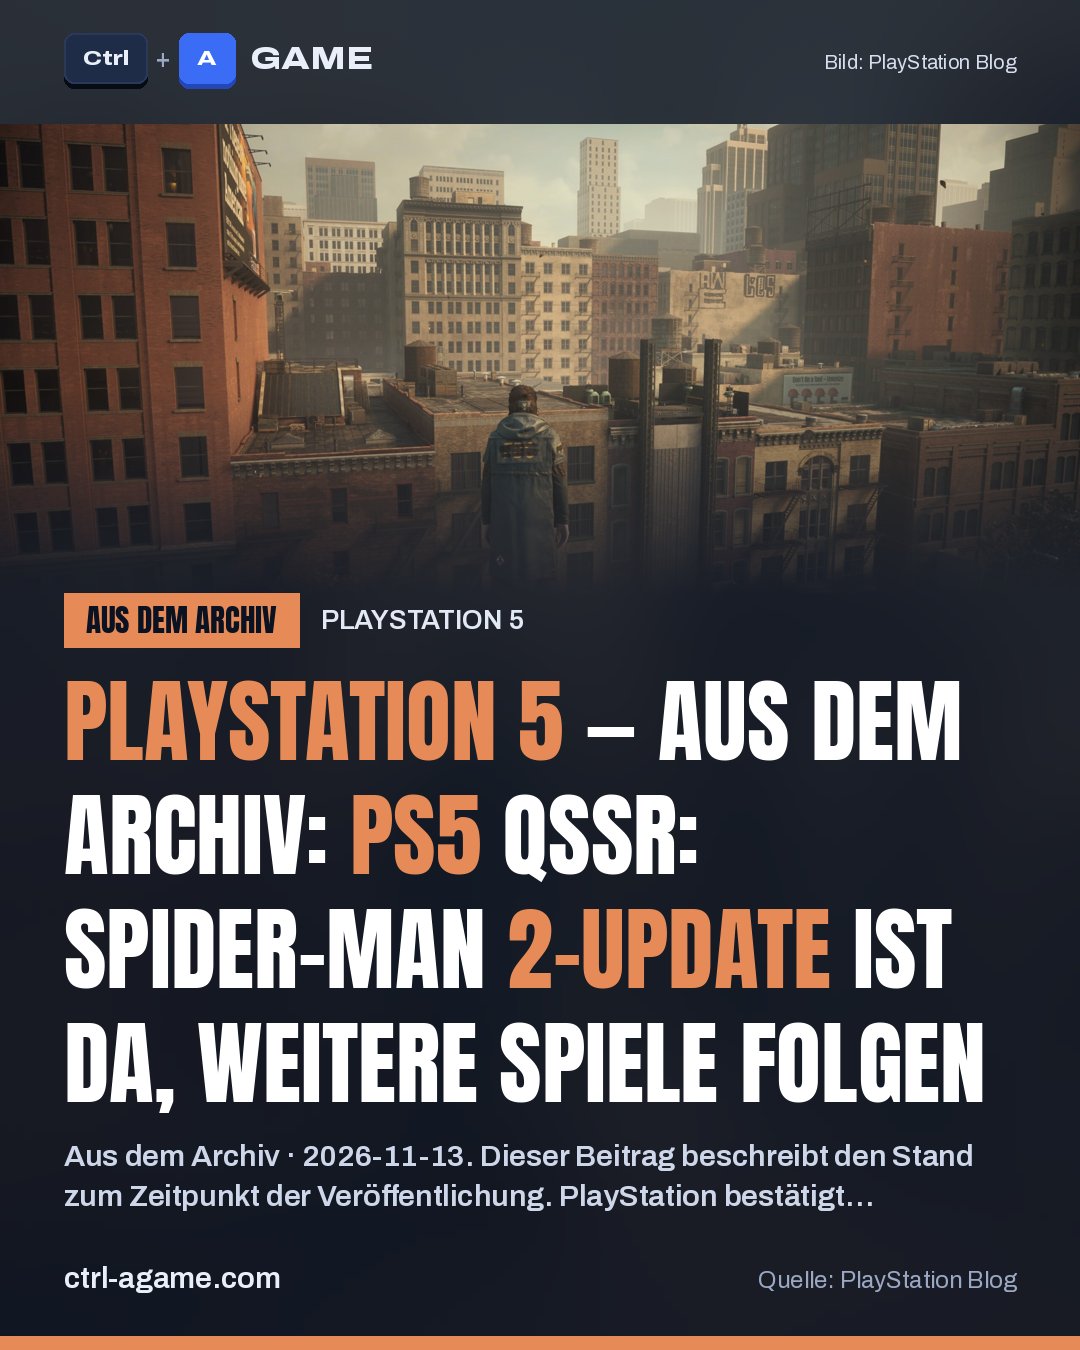 Ctrl + A GAME
Bild: PlayStation Blog
AUS DEM ARCHIV
PLAYSTATION 5
PLAYSTATION 5 – AUS DEM
ARCHIV: PS5 QSSR:
SPIDER-MAN 2-UPDATE IST
DA, WEITERE SPIELE FOLGEN
Aus dem Archiv · 2026-11-13. Dieser Beitrag beschreibt den Stand
zum Zeitpunkt der Veröffentlichung. PlayStation bestätigt...
ctrl-agame.com
Quelle: PlayStation Blog